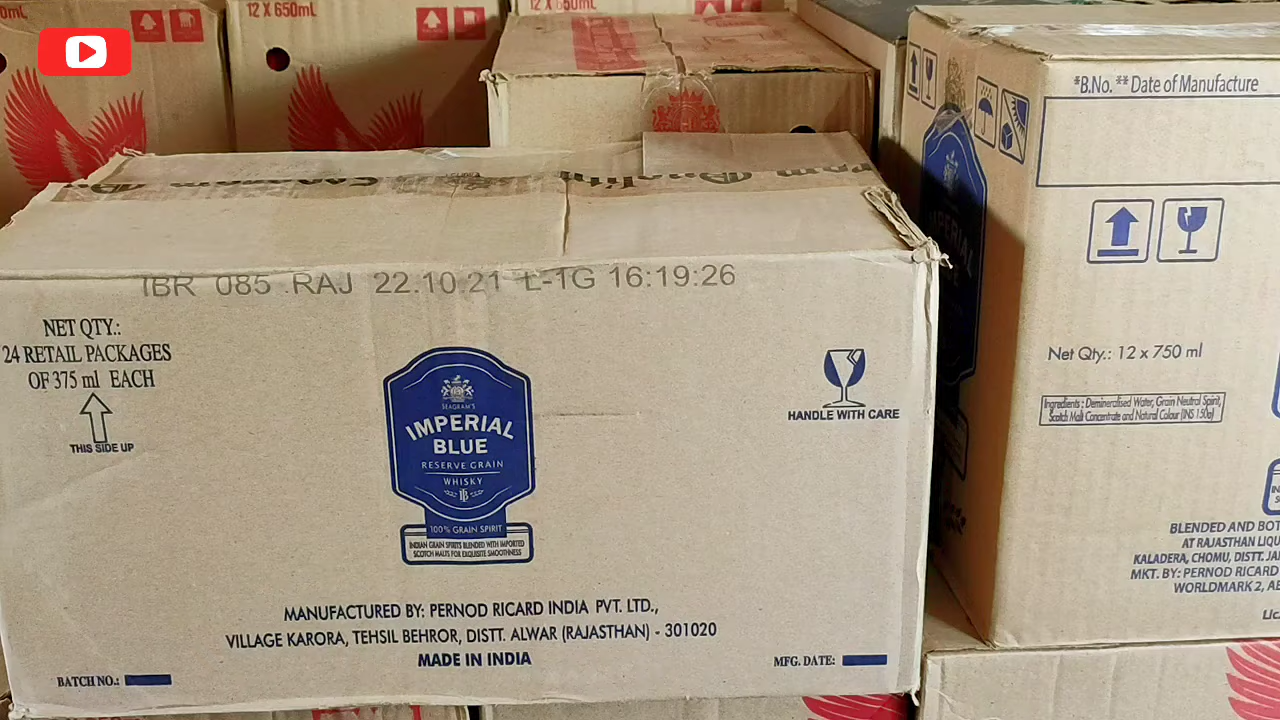 12 X 650mL
12 X 650mL
IBR 085 RAJ 22.10.21 L-1G 16:19:26
NET QTY.:
24 RETAIL PACKAGES
OF 375 ml EACH
THIS SIDE UP
SEAGRAM'S
IMPERIAL
BLUE
RESERVE GRAIN
WHISKY
100% GRAIN SPIRIT
INDIAN GRAIN SPIRITS BLENDED WITH IMPORTED
SCOTCH MALTS FOR EXQUISITE SMOOTHNESS
HANDLE WITH CARE
MANUFACTURED BY: PERNOD RICARD INDIA PVT. LTD.,
VILLAGE KARORA, TEHSIL BEHROR, DISTT. ALWAR (RAJASTHAN) - 301020
MADE IN INDIA
BATCH NO.:
MFG. DATE:
*B.No. ** Date of Manufacture
Net Qty.: 12 x 750 ml
Ingredients : Demineralised Water, Grain Neutral Spirit,
Scotch Malt Concentrate and Natural Colour (INS 150a)
BLENDED AND BOT
AT RAJASTHAN LIQU
KALADERA, CHOMU, DISTT. JA
MKT. BY: PERNOD RICARD
WORLDMARK 2, AE
Lic.